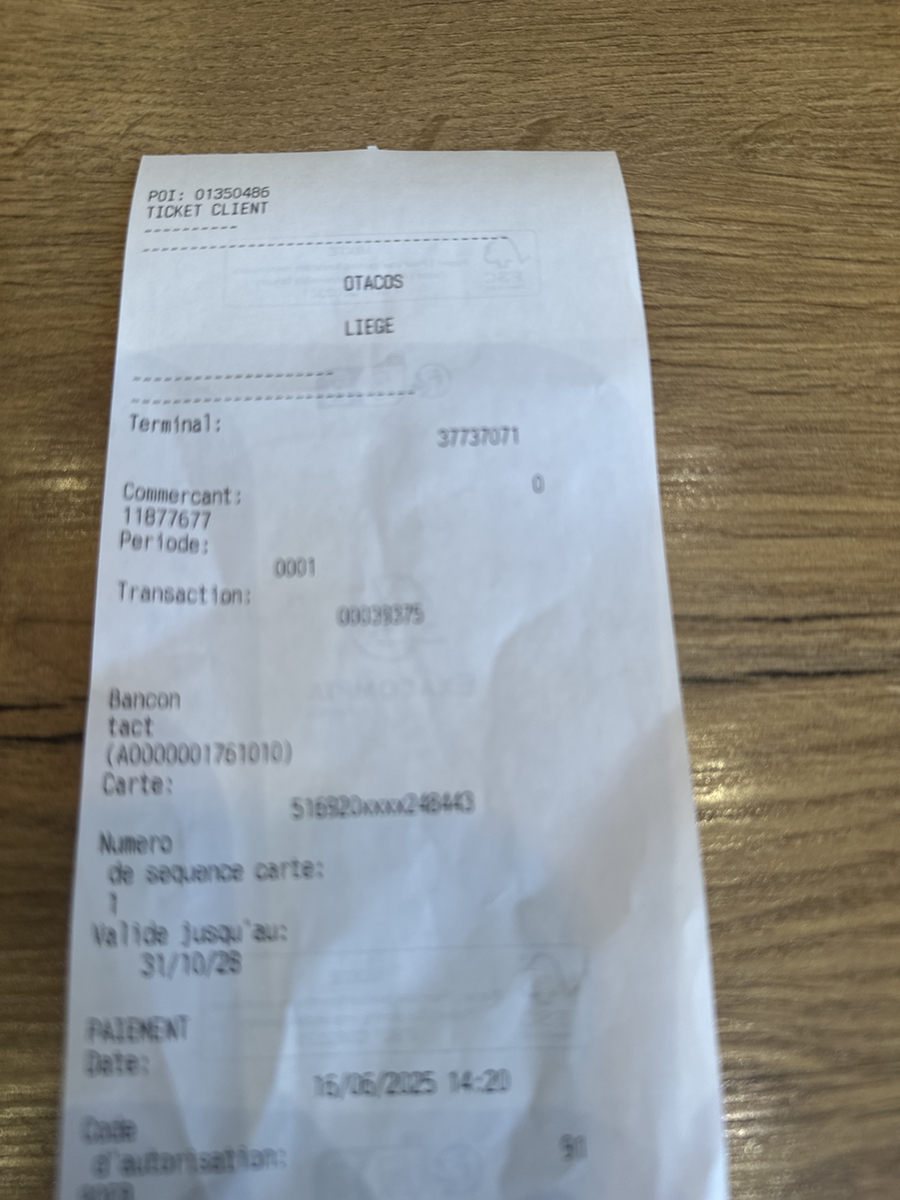 POI: 01350486
TICKET CLIENT
----------
------------------------------------
OTACOS
LIEGE
--------------------
----------------------------
Terminal:
37737071
0
Commercant:
11877677
Periode:
0001
Transaction:
Bancon
tact
(A0000001761010)
Carte:
516920xxxx248443
Numero
de sequence carte:
1
Valide jusqu'au:
31/10/28
PAIEMENT
Date:
16/06/2025 14:20
Code
d'autorisation: